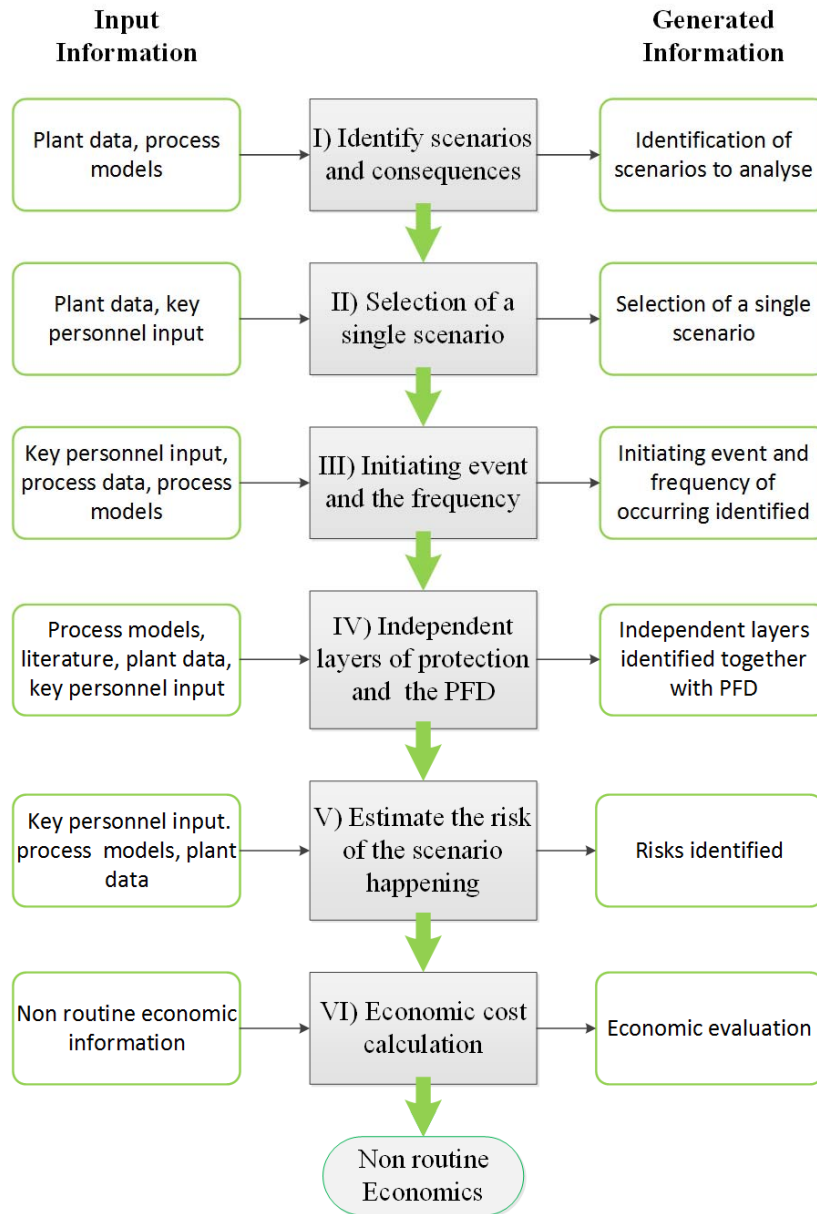 Input
Information
Generated
Information
Plant data, process
models
I) Identify scenarios
and consequences
Identification of
scenarios to analyse
Plant data, key
personnel input
II) Selection of a
single scenario
Selection of a single
scenario
Key personnel input,
process data, process
models
III) Initiating event
and the frequency
Initiating event and
frequency of
occurring identified
Process models,
literature, plant data,
key personnel input
IV) Independent
layers of protection
and the PFD
Independent layers
identified together
with PFD
Key personnel input.
process models, plant
data
V) Estimate the risk
of the scenario
happening
Risks identified
Non routine economic
information
VI) Economic cost
calculation
Economic evaluation
Non routine
Economics